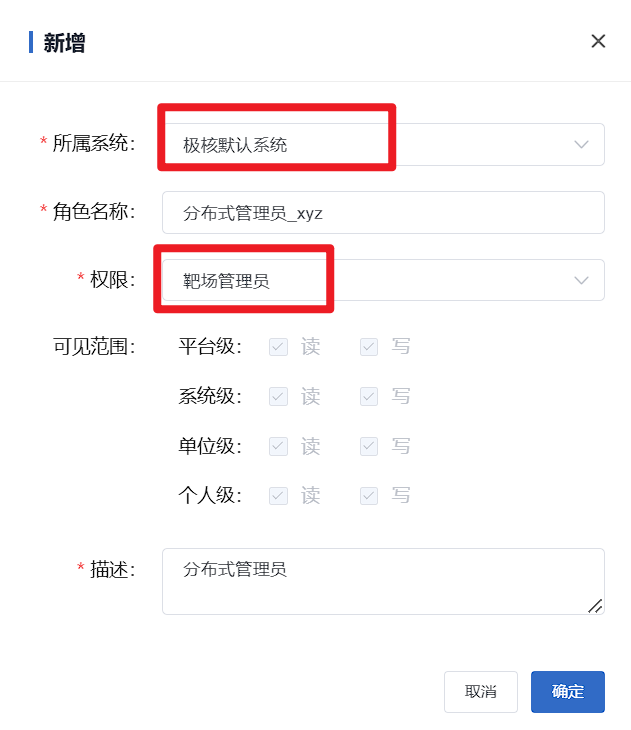 新增
* 所属系统： 极核默认系统
* 角色名称： 分布式管理员_xyz
* 权限： 靶场管理员
可见范围： 平台级： 读 写
系统级： 读 写
单位级： 读 写
个人级： 读 写
* 描述： 分布式管理员
取消 确定